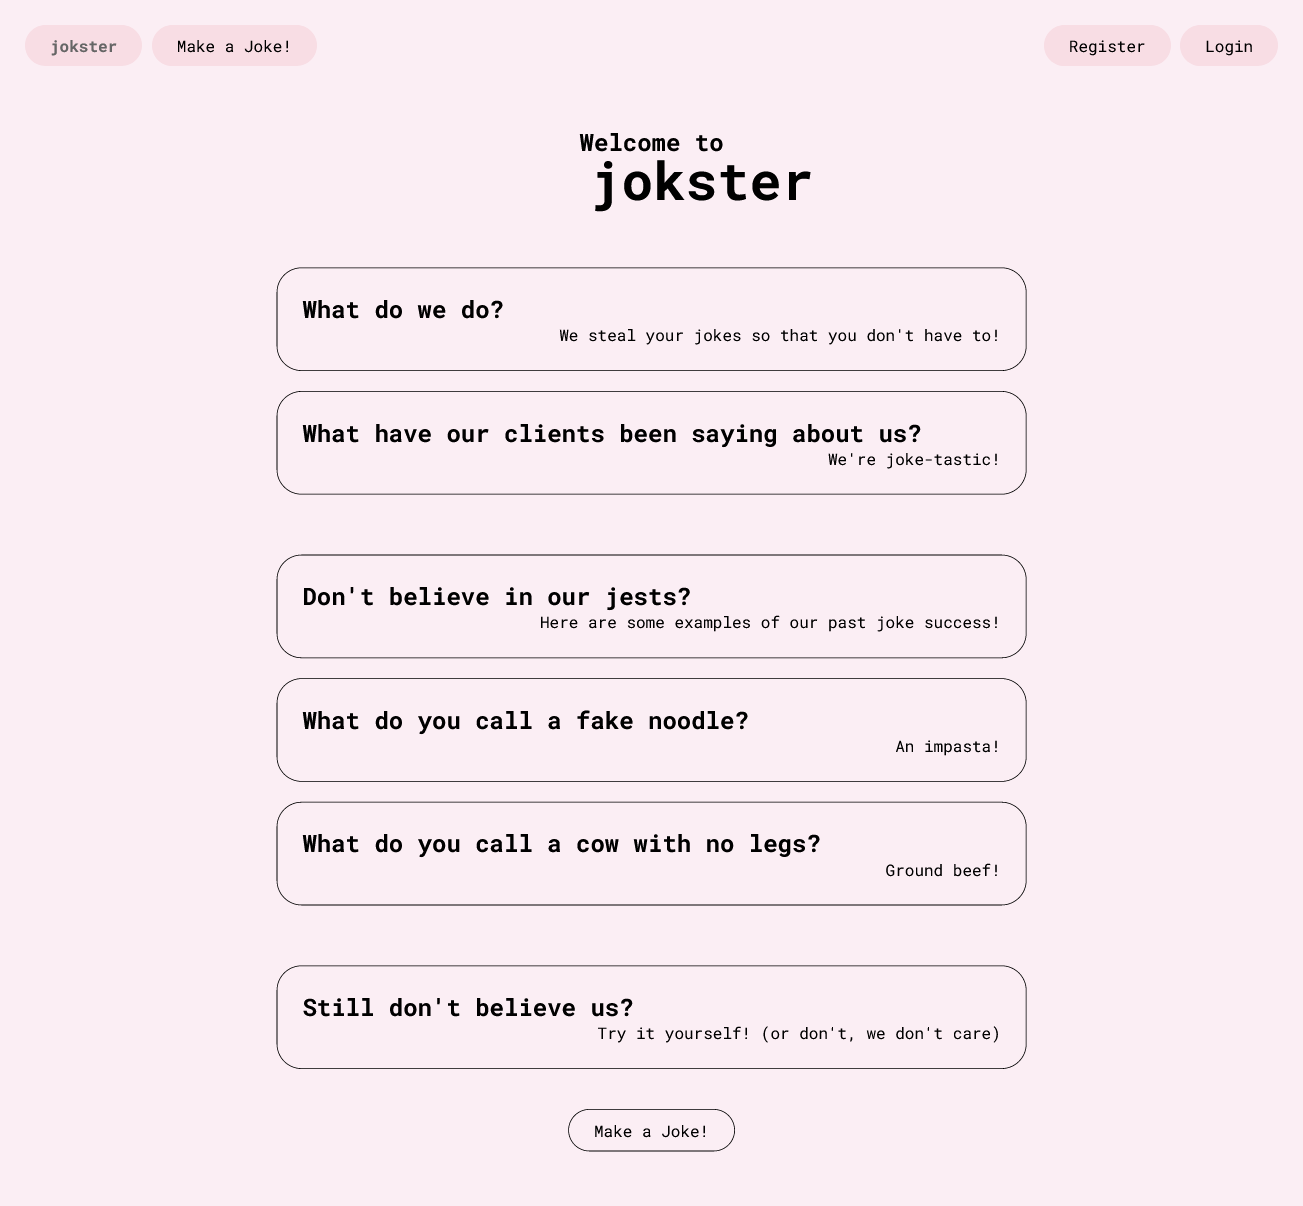 jokster
Make a Joke!
Register
Login
Welcome to
jokster
What do we do?
We steal your jokes so that you don't have to!
What have our clients been saying about us?
We're joke-tastic!
Don't believe in our jests?
Here are some examples of our past joke success!
What do you call a fake noodle?
An impasta!
What do you call a cow with no legs?
Ground beef!
Still don't believe us?
Try it yourself! (or don't, we don't care)
Make a Joke!